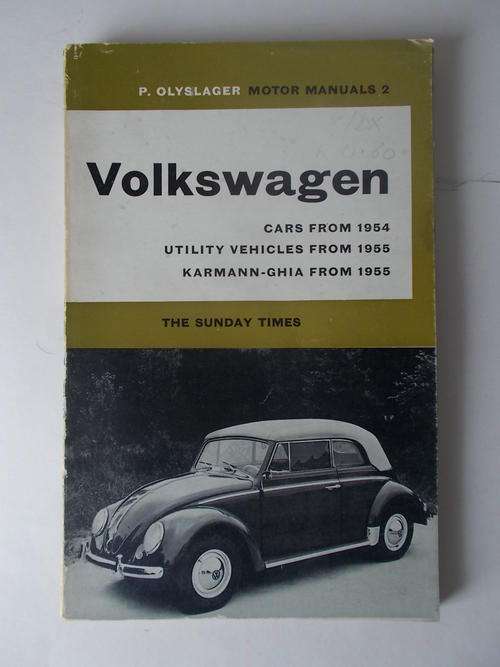 P. OLYSLAGER MOTOR MANUALS 2
Volkswagen
CARS FROM 1954
UTILITY VEHICLES FROM 1955
KARMANN-GHIA FROM 1955
THE SUNDAY TIMES